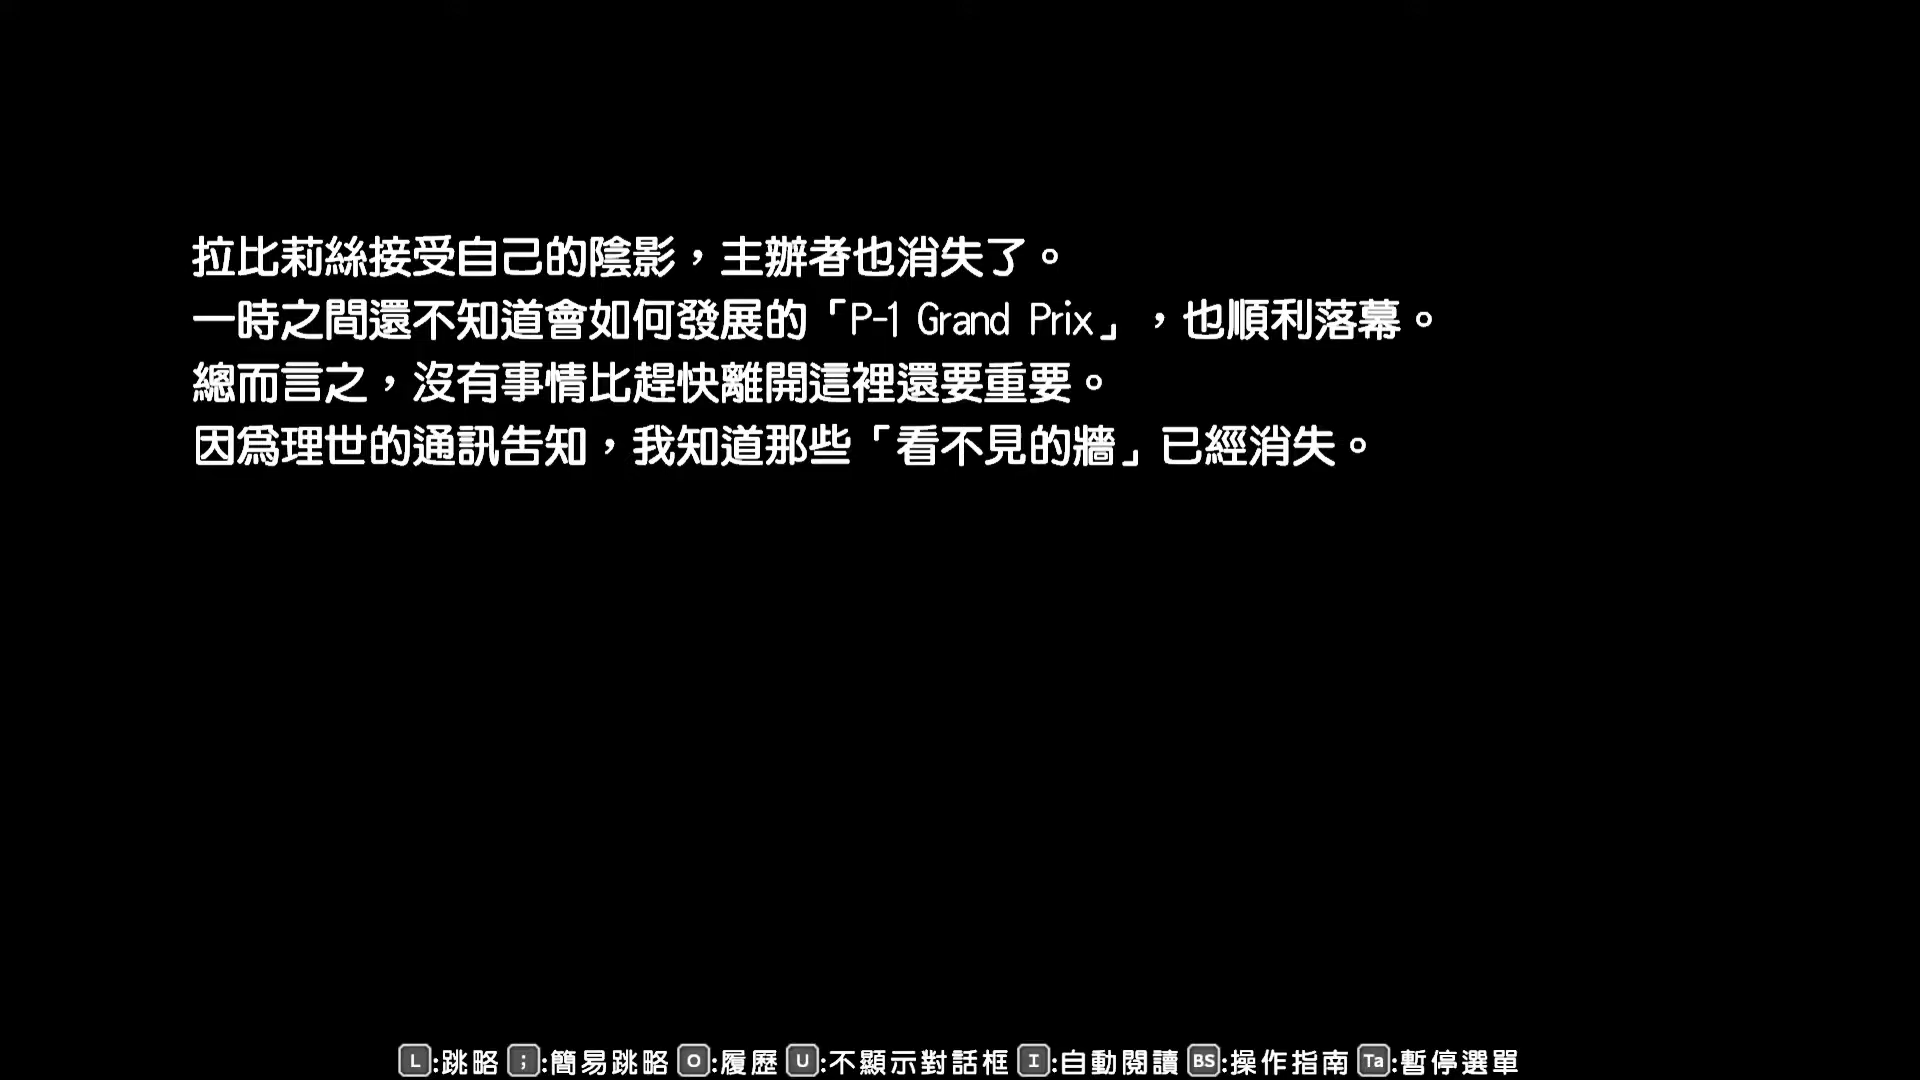 拉比莉絲接受自己的陰影，主辦者也消失了。
一時之間還不知道會如何發展的「P-1 Grand Prix」，也順利落幕。
總而言之，沒有事情比趕快離開這裡還要重要。
因為理世的通訊告知，我知道那些「看不見的牆」已經消失。
L:跳略 ;:簡易跳略 O:履歷 U:不顯示對話框 I:自動閱讀 BS:操作指南 Ta:暫停選單